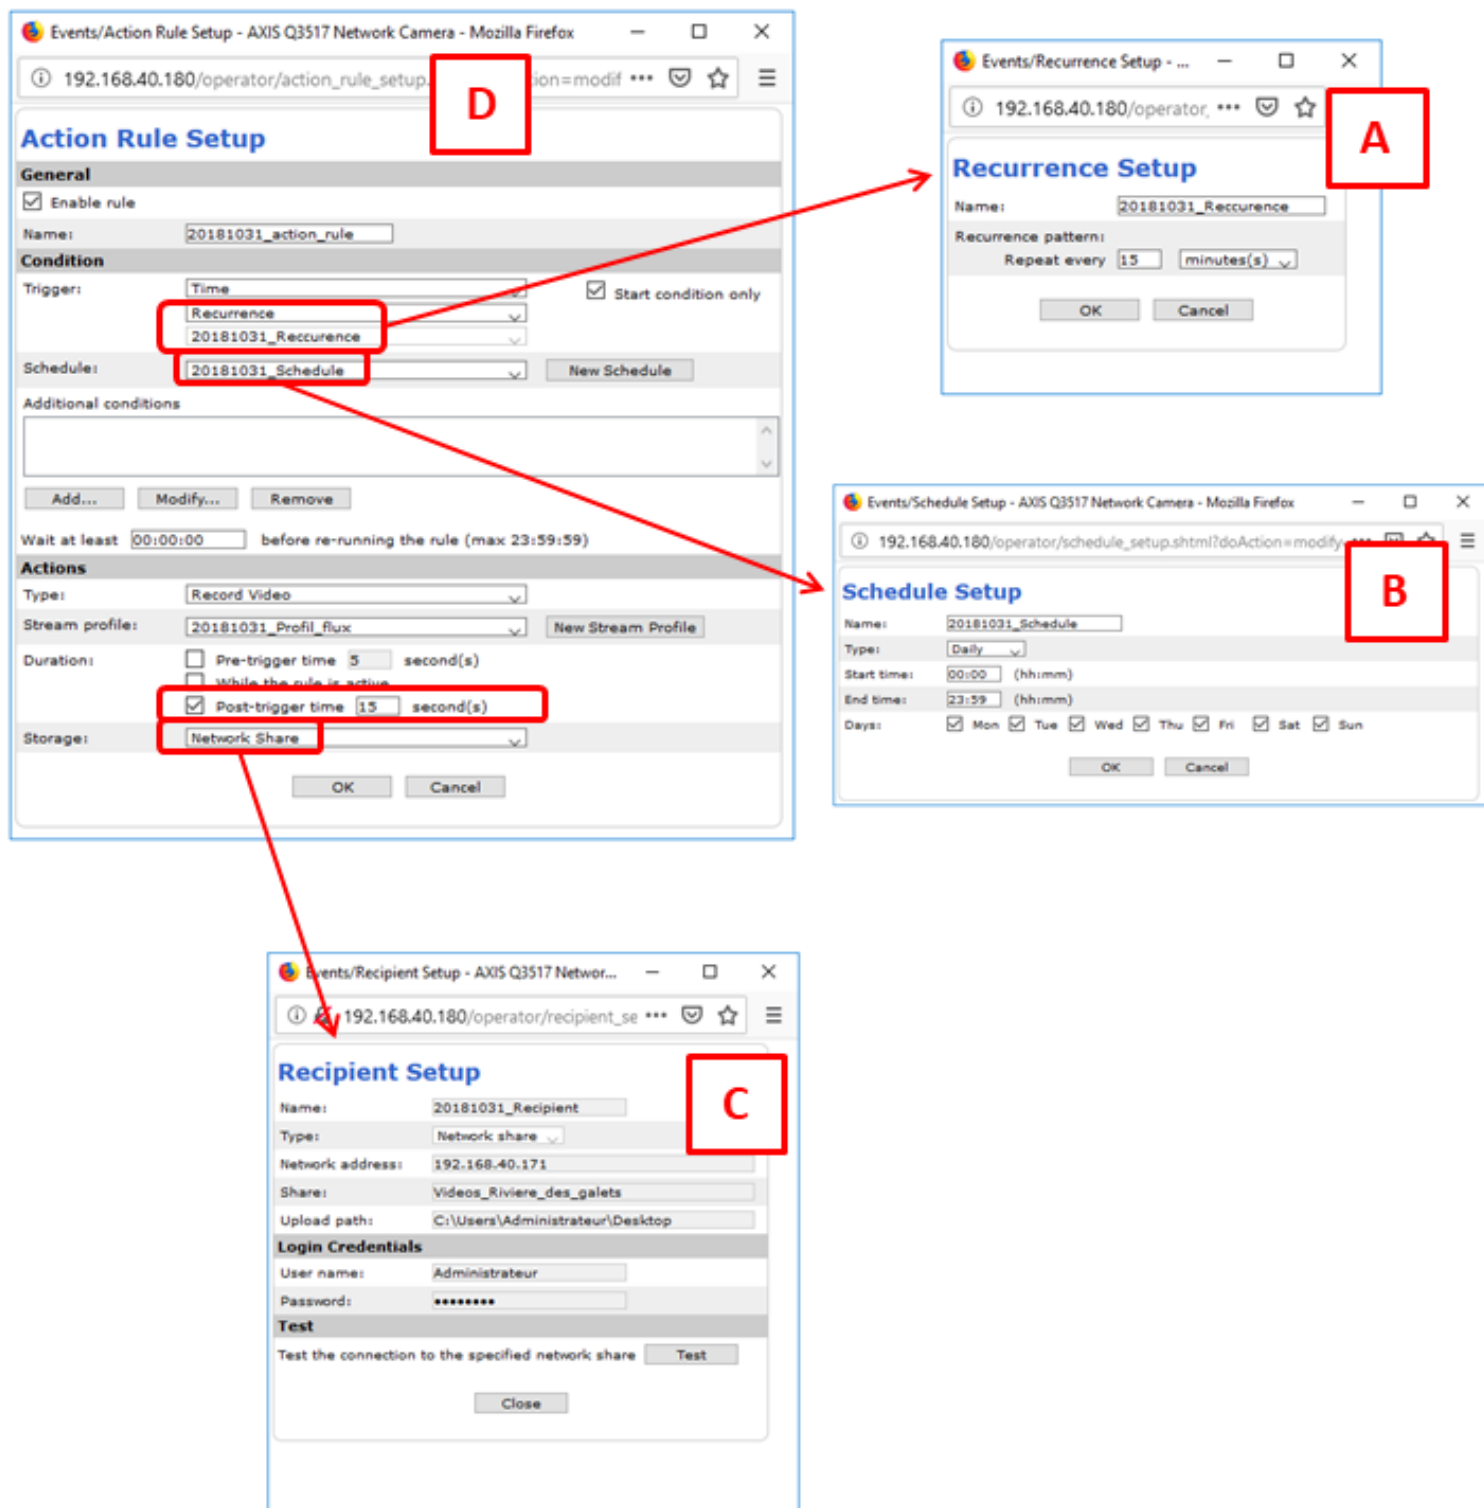 Events/Action Rule Setup - AXIS Q3517 Network Camera - Mozilla Firefox
192.168.40.180/operator/action_rule_setup. ion=modif
D
Action Rule Setup
General
Enable rule
Name: 20181031_action_rule
Condition
Trigger: Time Start condition only
Recurrence
20181031_Reccurence
Schedule: 20181031_Schedule New Schedule
Additional conditions
Add... Modify... Remove
Wait at least 00:00:00 before re-running the rule (max 23:59:59)
Actions
Type: Record Video
Stream profile: 20181031_Profil_flux New Stream Profile
Duration: Pre-trigger time 5 second(s)
While the rule is active
Post-trigger time 15 second(s)
Storage: Network Share
OK Cancel
Events/Recurrence Setup - ...
192.168.40.180/operator,
A
Recurrence Setup
Name: 20181031_Reccurence
Recurrence pattern:
Repeat every 15 minutes(s)
OK Cancel
Events/Schedule Setup - AXIS Q3517 Network Camera - Mozilla Firefox
192.168.40.180/operator/schedule_setup.shtml?doAction=modify
B
Schedule Setup
Name: 20181031_Schedule
Type: Daily
Start time: 00:00 (hh:mm)
End time: 23:59 (hh:mm)
Days: Mon Tue Wed Thu Fri Sat Sun
OK Cancel
Events/Recipient Setup - AXIS Q3517 Networ...
192.168.40.180/operator/recipient_se
C
Recipient Setup
Name: 20181031_Recipient
Type: Network share
Network address: 192.168.40.171
Share: Videos_Riviere_des_galets
Upload path: C:\Users\Administrateur\Desktop
Login Credentials
User name: Administrateur
Password: ••••••••
Test
Test the connection to the specified network share Test
Close